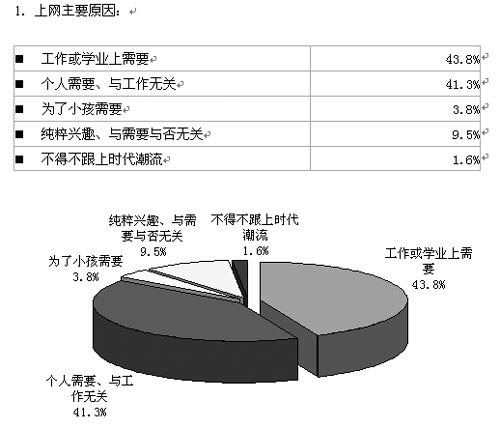 1. 上网主要原因：
■ 工作或学业上需要 43.8%
■ 个人需要、与工作无关 41.3%
■ 为了小孩需要 3.8%
■ 纯粹兴趣、与需要与否无关 9.5%
■ 不得不跟上时代潮流 1.6%
纯粹兴趣、与需
要与否无关
9.5%
不得不跟上时代
潮流
1.6%
为了小孩需要
3.8%
工作或学业上需
要
43.8%
个人需要、与工
作无关
41.3%